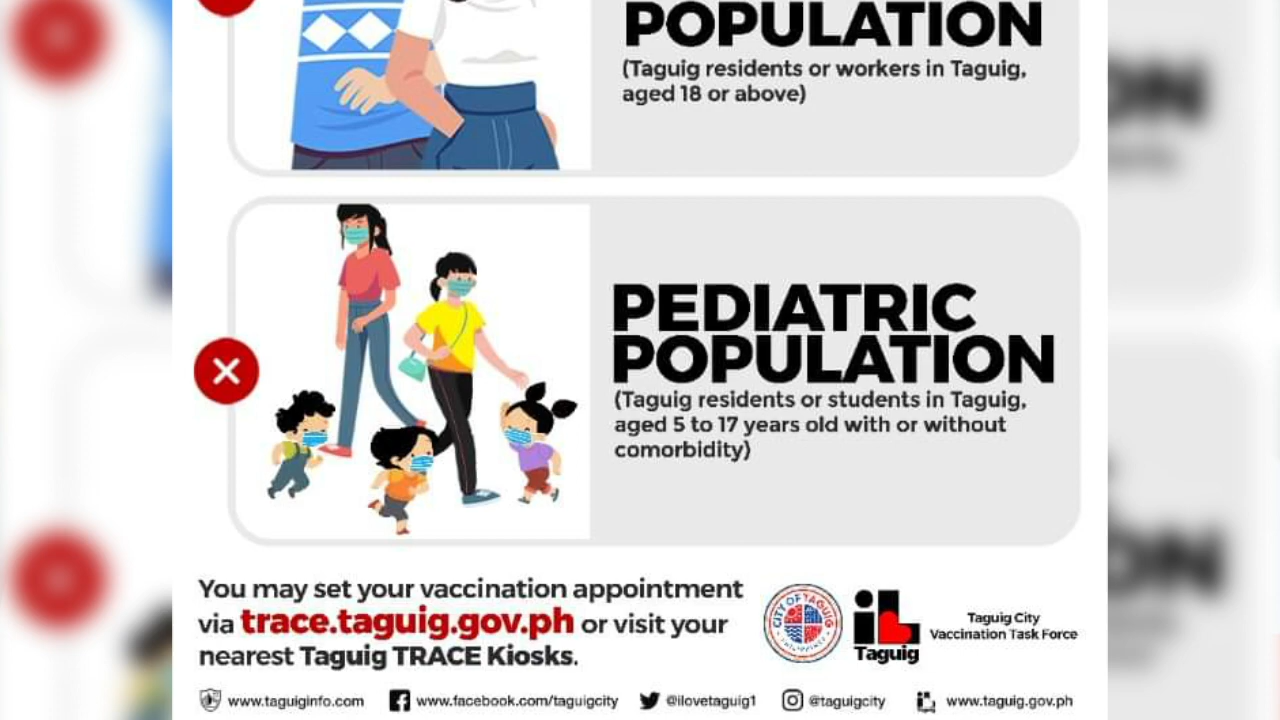 POPULATION
(Taguig residents or workers in Taguig,
aged 18 or above)
PEDIATRIC
POPULATION
(Taguig residents or students in Taguig,
aged 5 to 17 years old with or without
comorbidity)
You may set your vaccination appointment
via trace.taguig.gov.ph or visit your
nearest Taguig TRACE Kiosks.
CITY OF TAGUIG
PHILIPPINES
iL
Taguig
Taguig City
Vaccination Task Force
www.taguiginfo.com
www.facebook.com/taguigcity
@ilovetaguig1
@taguigcity
www.taguig.gov.ph